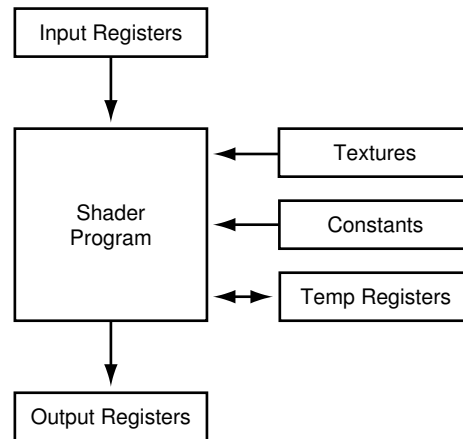 Input Registers
Textures
Shader
Program
Constants
Temp Registers
Output Registers